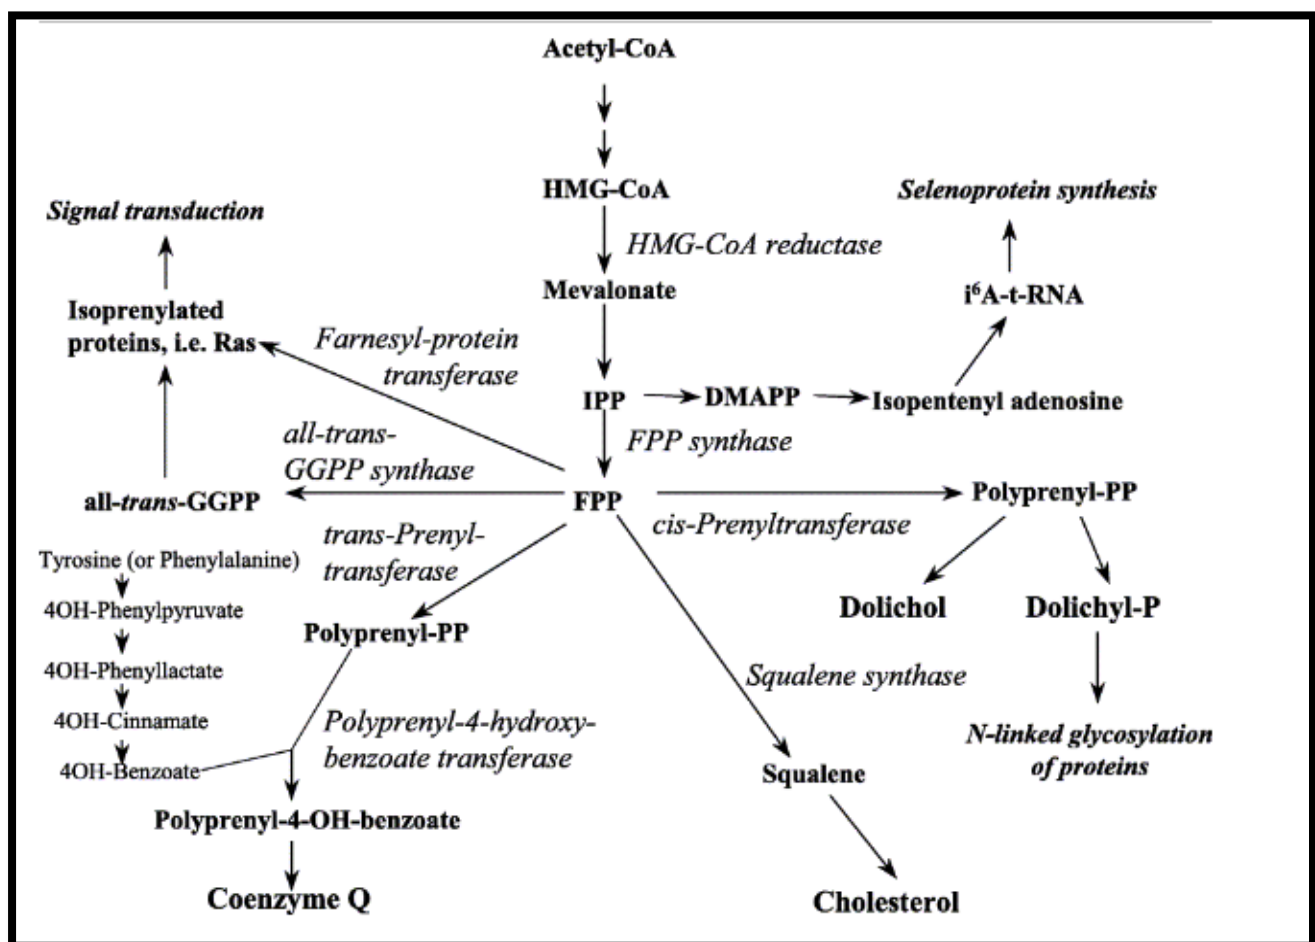 Acetyl-CoA
HMG-CoA
Selenoprotein synthesis
Signal transduction
HMG-CoA reductase
Mevalonate
i⁶A-t-RNA
Isoprenylated
proteins, i.e. Ras
Farnesyl-protein
transferase
IPP
DMAPP
Isopentenyl adenosine
FPP synthase
all-trans-
GGPP synthase
all-trans-GGPP
FPP
Polyprenyl-PP
cis-Prenyltransferase
trans-Prenyl-
transferase
Tyrosine (or Phenylalanine)
4OH-Phenylpyruvate
Dolichol
Dolichyl-P
Polyprenyl-PP
4OH-Phenyllactate
Squalene synthase
4OH-Cinnamate
Polyprenyl-4-hydroxy-
benzoate transferase
N-linked glycosylation
of proteins
4OH-Benzoate
Squalene
Polyprenyl-4-OH-benzoate
Coenzyme Q
Cholesterol